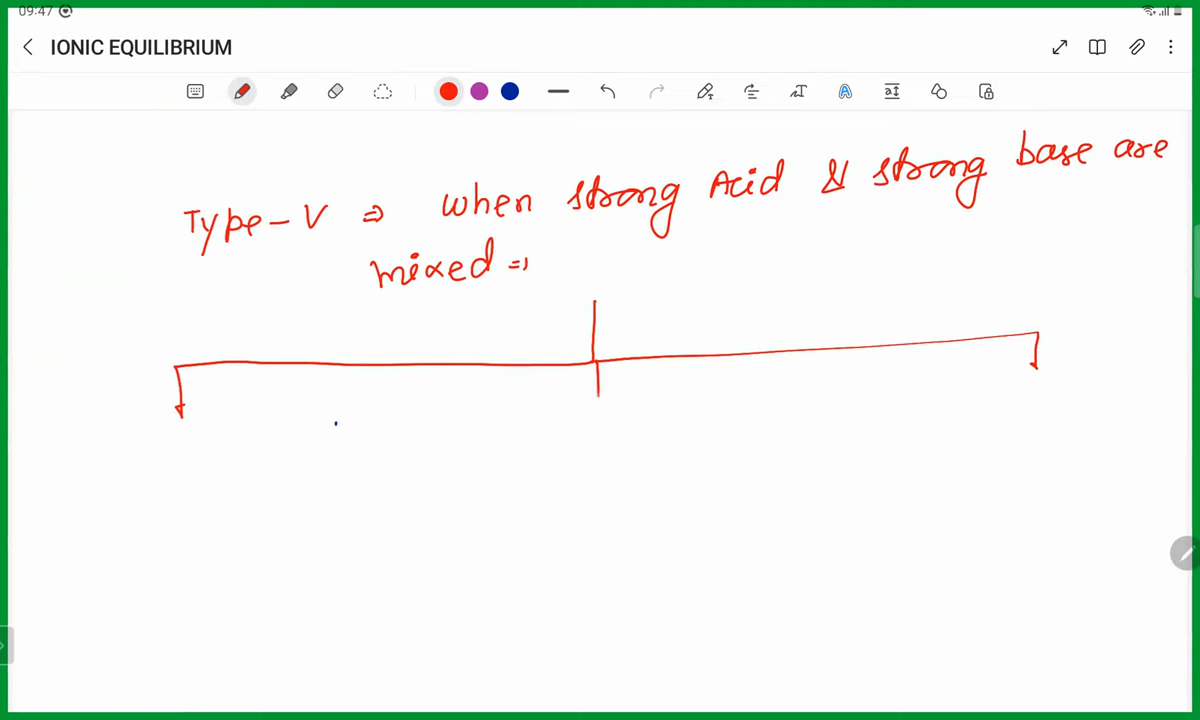 09:47
IONIC EQUILIBRIUM
Type-V ⇒ when strong Acid & strong base are
mixed ⇒